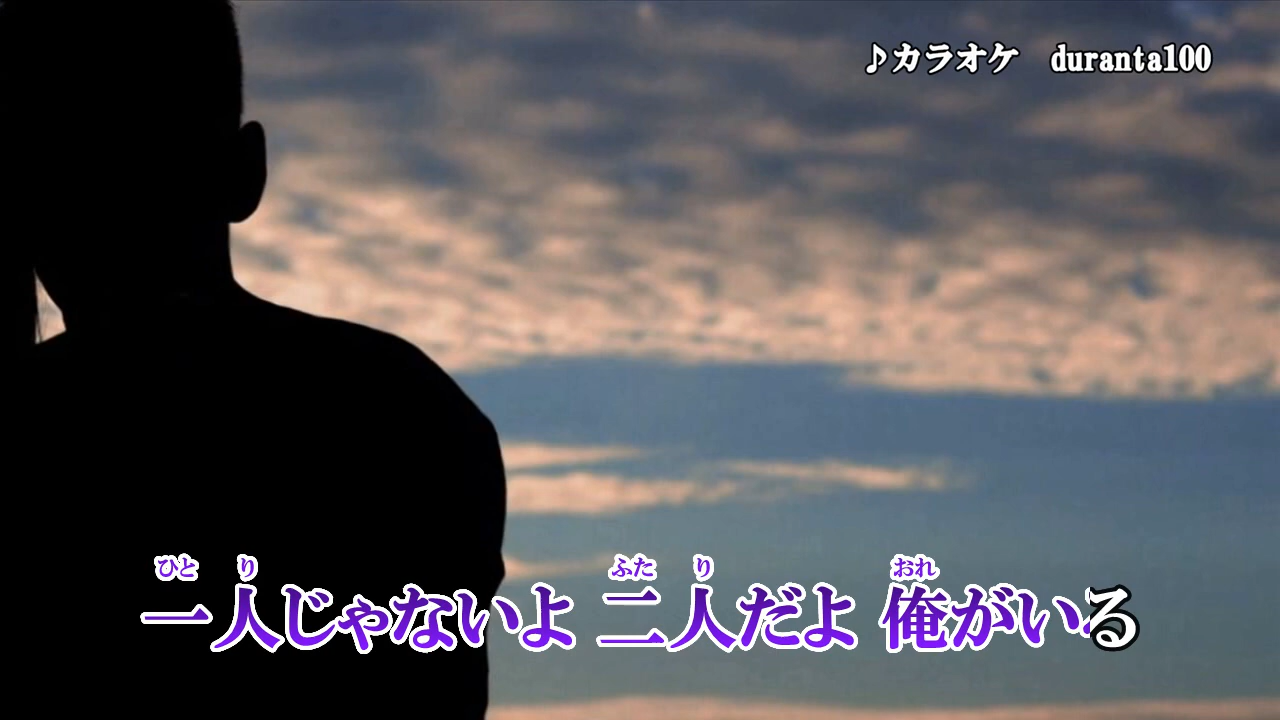 ♪カラオケ　duranta100
ひとり ふたり おれ
一人じゃないよ 二人だよ 俺がいる